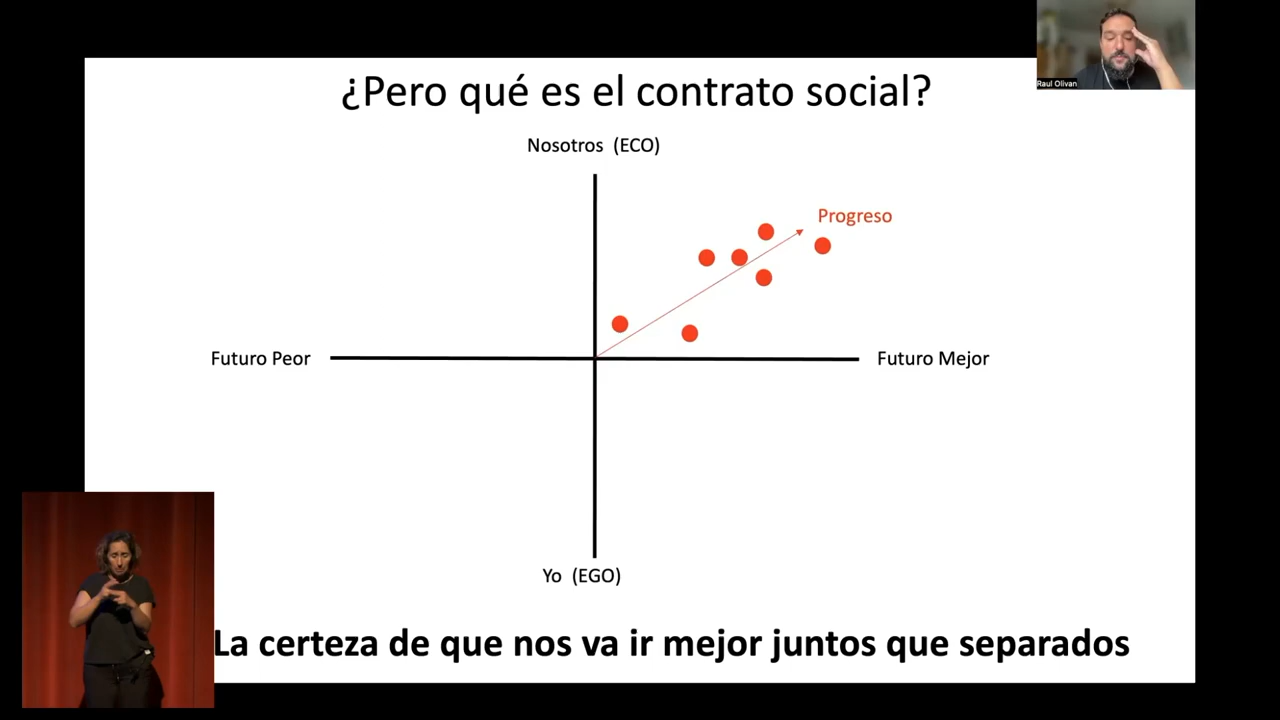 ¿Pero qué es el contrato social?
Raul Olivan
Nosotros (ECO)
Progreso
Futuro Peor
Futuro Mejor
Yo (EGO)
La certeza de que nos va ir mejor juntos que separados